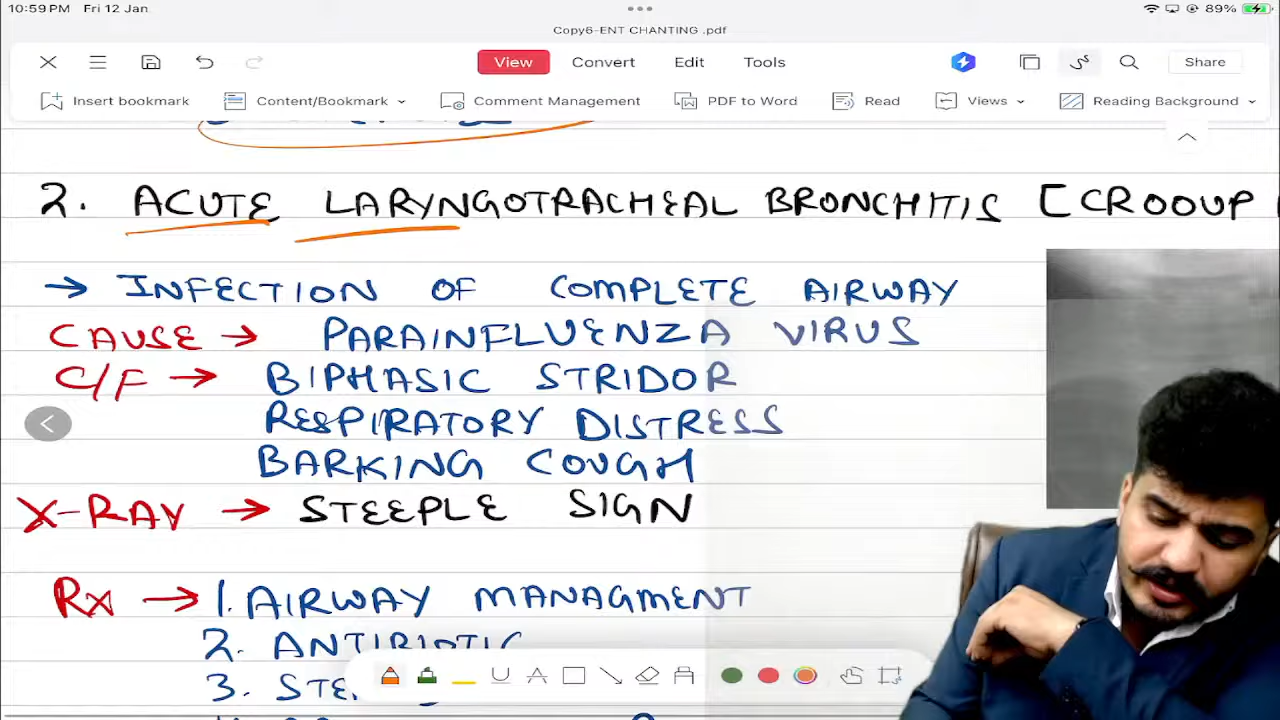 10:59 PM Fri 12 Jan
89%
Copy6-ENT CHANTING .pdf
View Convert Edit Tools Share
Insert bookmark Content/Bookmark Comment Management PDF to Word Read Views Reading Background
2. ACUTE LARYNGOTRACHEAL BRONCHITIS [CROOUP
→ INFECTION OF COMPLETE AIRWAY
CAUSE → PARAINFLUENZA VIRUS
C/F → BIPHASIC STRIDOR
RESPIRATORY DISTRESS
BARKING COUGH
X-RAY → STEEPLE SIGN
Rx → 1. AIRWAY MANAGMENT
2. ANTIBIOTIC
3.